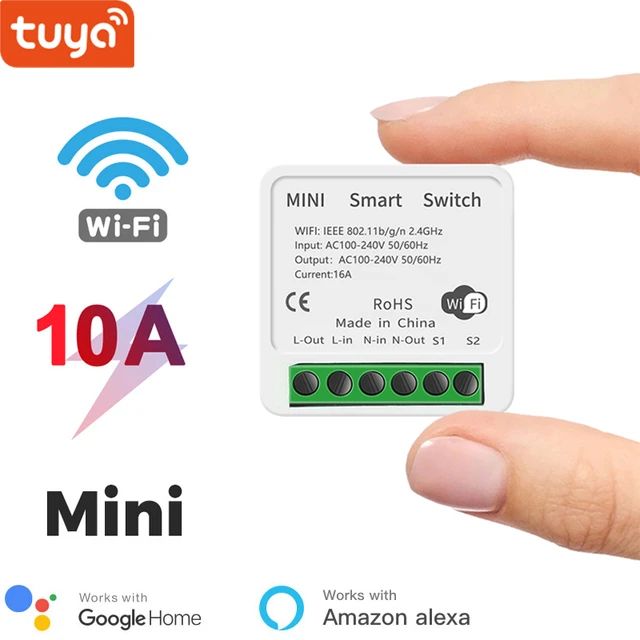 tuya
Wi-Fi
10A
Mini
MINI Smart Switch
WIFI: IEEE 802.11b/g/n 2.4GHz
Input: AC100-240V 50/60Hz
Output: AC100-240V 50/60Hz
Current:16A
CE RoHS WiFi
Made in China
L-Out L-in N-in N-Out S1 S2
Works with
Google Home
Works with
Amazon alexa